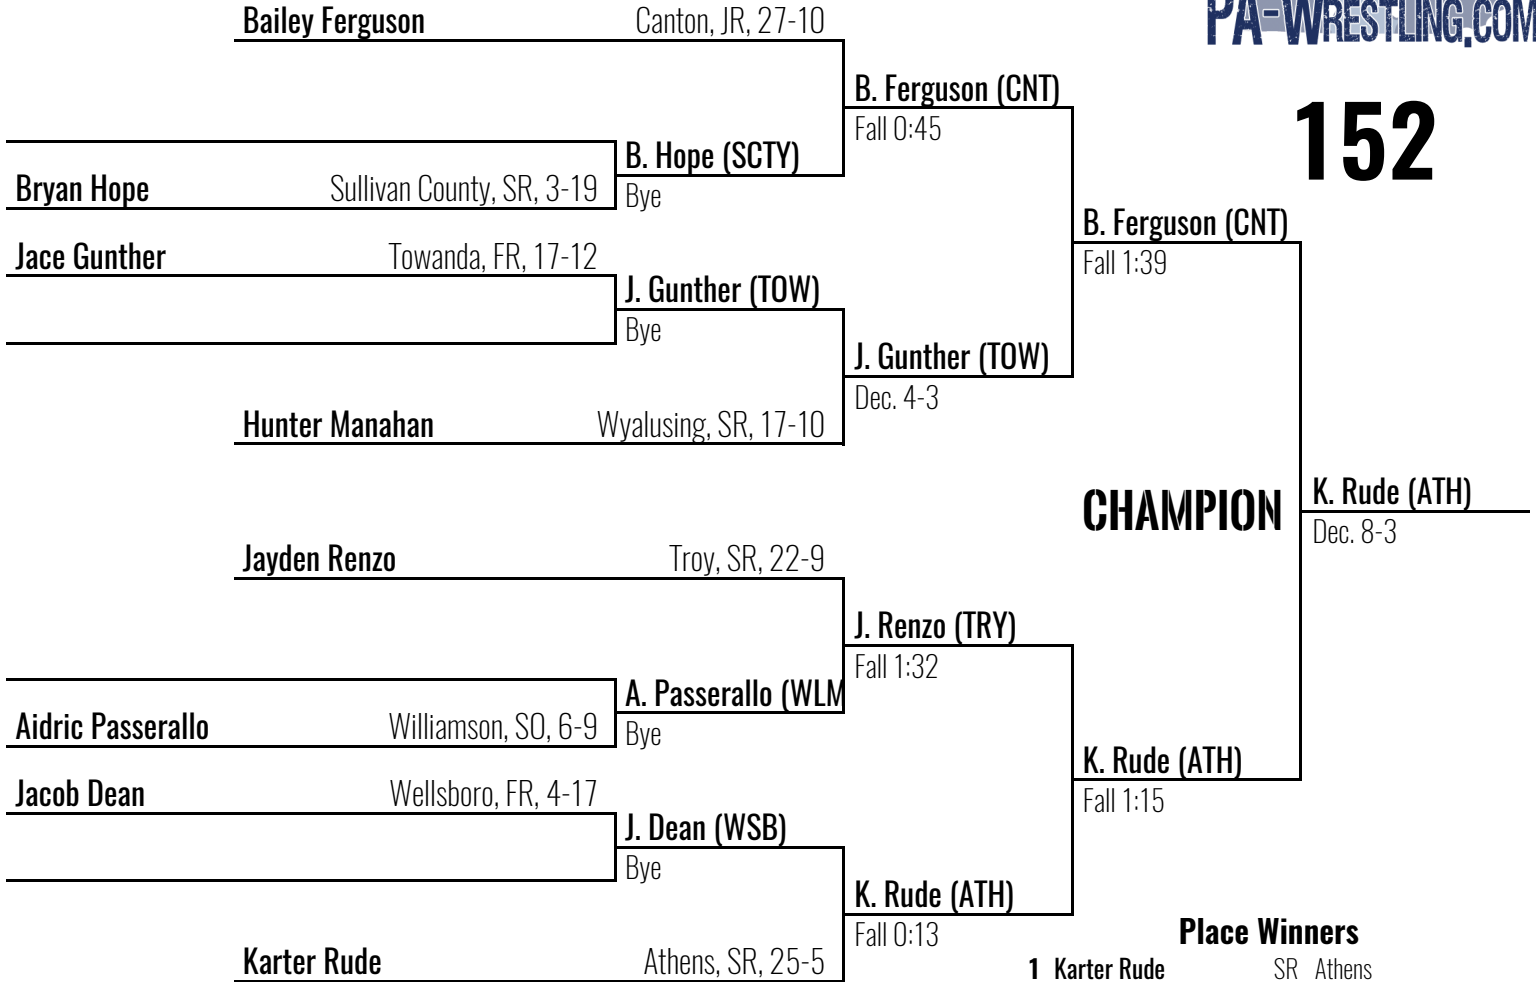 PA-WRESTLING.COM
152
Bailey Ferguson Canton, JR, 27-10
B. Ferguson (CNT)
Fall 0:45
B. Hope (SCTY)
Bye
Bryan Hope Sullivan County, SR, 3-19
B. Ferguson (CNT)
Fall 1:39
Jace Gunther Towanda, FR, 17-12
J. Gunther (TOW)
Bye
J. Gunther (TOW)
Dec. 4-3
Hunter Manahan Wyalusing, SR, 17-10
CHAMPION
K. Rude (ATH)
Dec. 8-3
Jayden Renzo Troy, SR, 22-9
J. Renzo (TRY)
Fall 1:32
A. Passerallo (WLM
Bye
Aidric Passerallo Williamson, SO, 6-9
K. Rude (ATH)
Fall 1:15
Jacob Dean Wellsboro, FR, 4-17
J. Dean (WSB)
Bye
K. Rude (ATH)
Fall 0:13
Karter Rude Athens, SR, 25-5
Place Winners
1 Karter Rude SR Athens